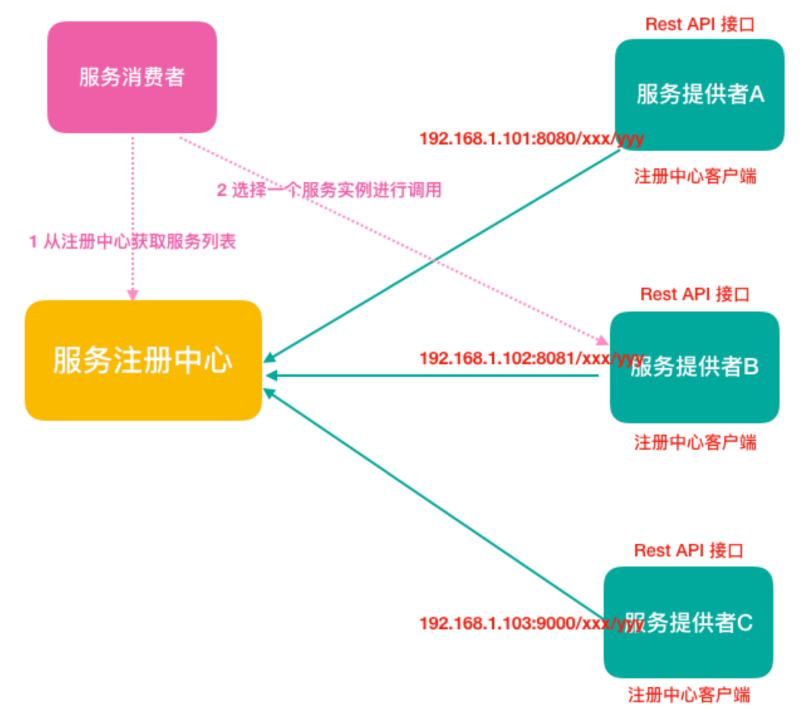 Rest API 接口
服务消费者
服务提供者A
192.168.1.101:8080/xxx/yyy
注册中心客户端
2 选择一个服务实例进行调用
1 从注册中心获取服务列表
Rest API 接口
服务注册中心
192.168.1.102:8081/xxx/yyy
服务提供者B
注册中心客户端
Rest API 接口
192.168.1.103:9000/xxx/yyy
服务提供者C
注册中心客户端